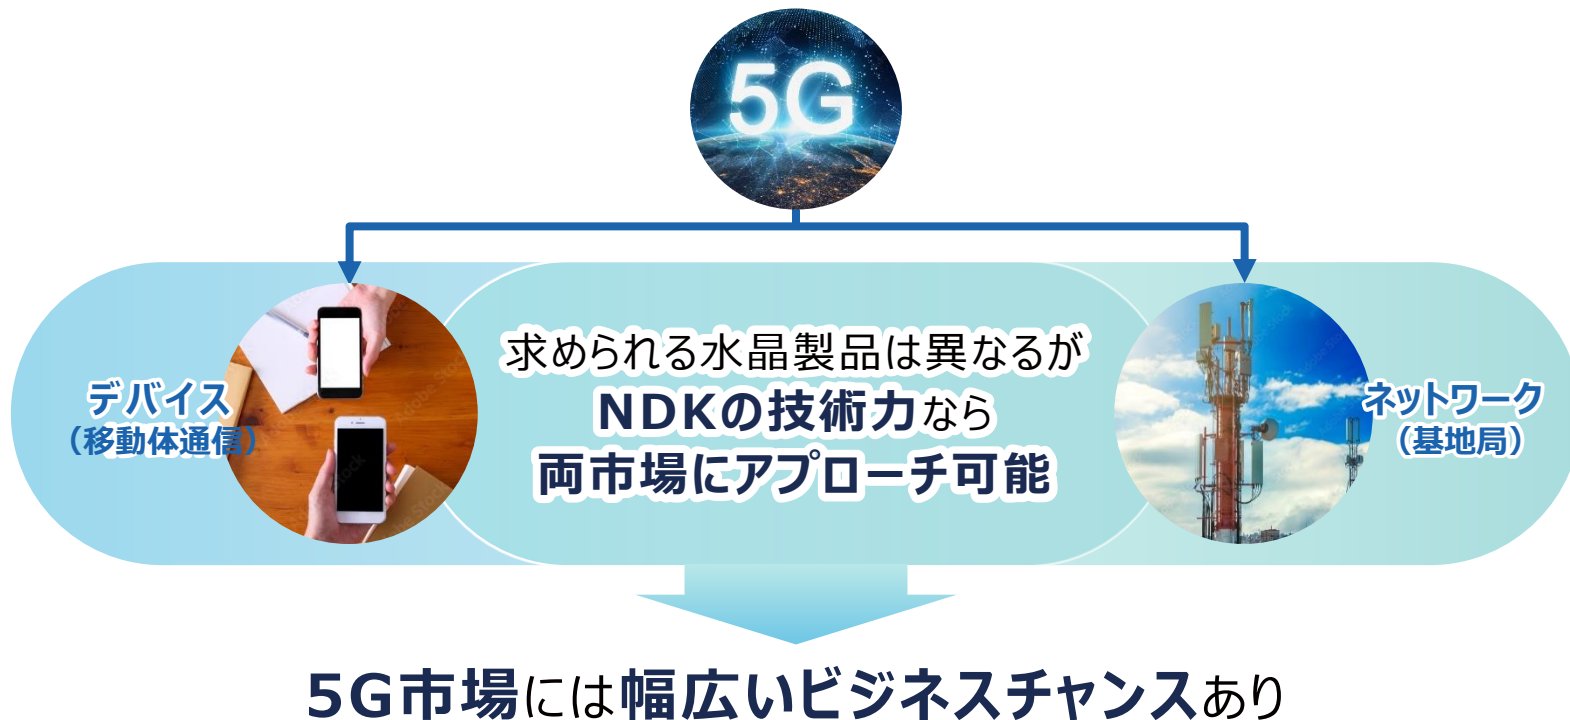 5G
求められる水晶製品は異なるが
NDKの技術力なら
両市場にアプローチ可能
デバイス
（移動体通信）
ネットワーク
（基地局）
5G市場には幅広いビジネスチャンスあり